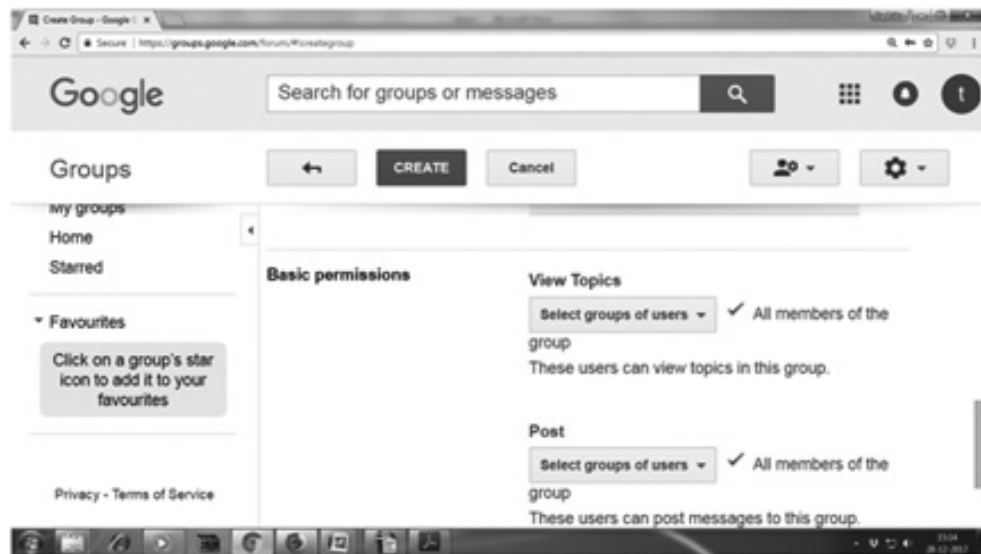 Create Group - Google
Secure | https://groups.google.com/forum/#!creategroup
Google
Search for groups or messages
t
Groups
CREATE
Cancel
My groups
Home
Starred
Favourites
Click on a group's star
icon to add it to your
favourites
Privacy - Terms of Service
Basic permissions
View Topics
Select groups of users
All members of the
group
These users can view topics in this group.
Post
Select groups of users
All members of the
group
These users can post messages to this group.
15:04